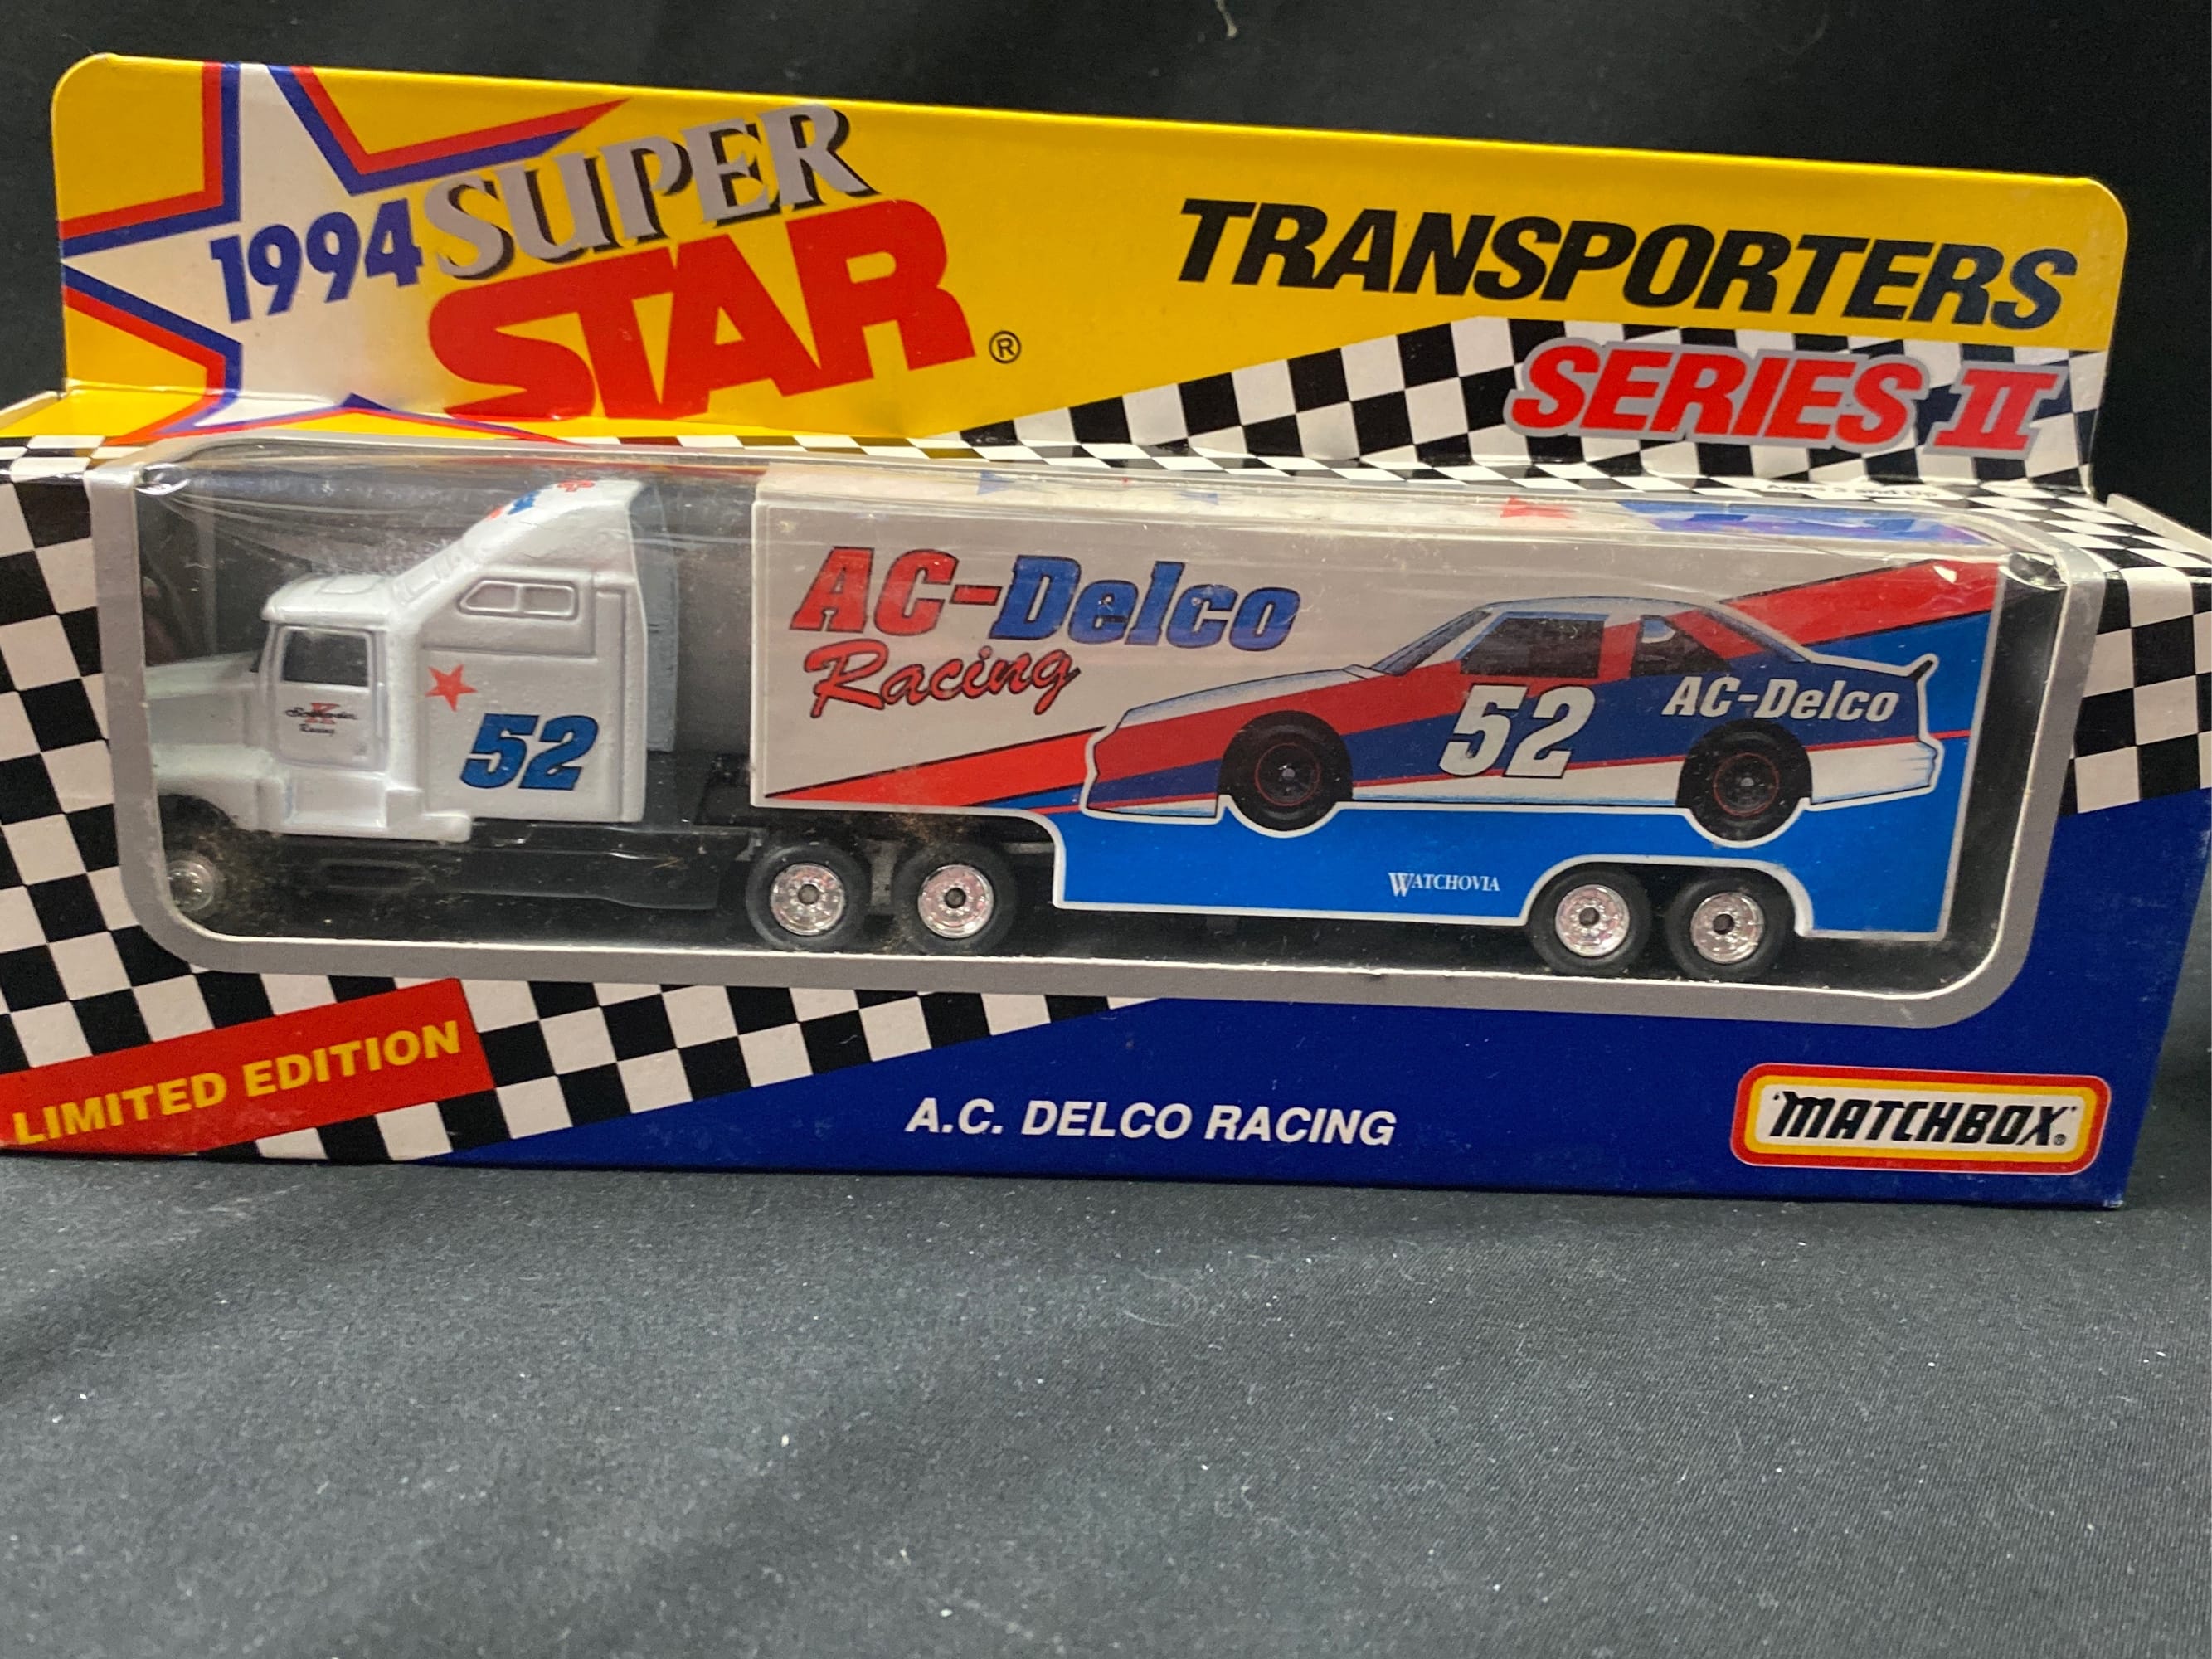 1994 SUPER
STAR®
TRANSPORTERS
SERIES II
AC-Delco
Racing
52
AC-Delco
52
Racing
WATCHOVIA
LIMITED EDITION
A.C. DELCO RACING
MATCHBOX®